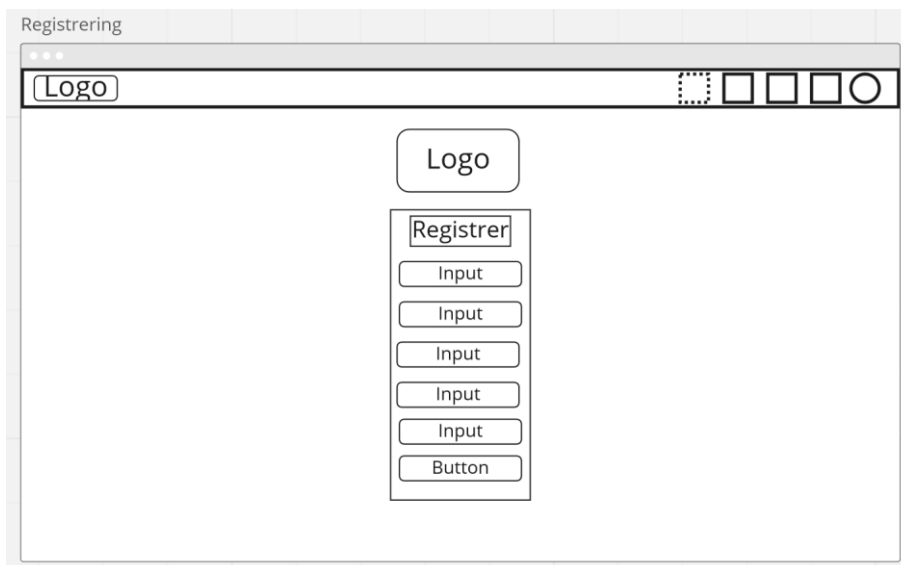 Registrering
Logo
Logo
Registrer
Input
Input
Input
Input
Input
Button